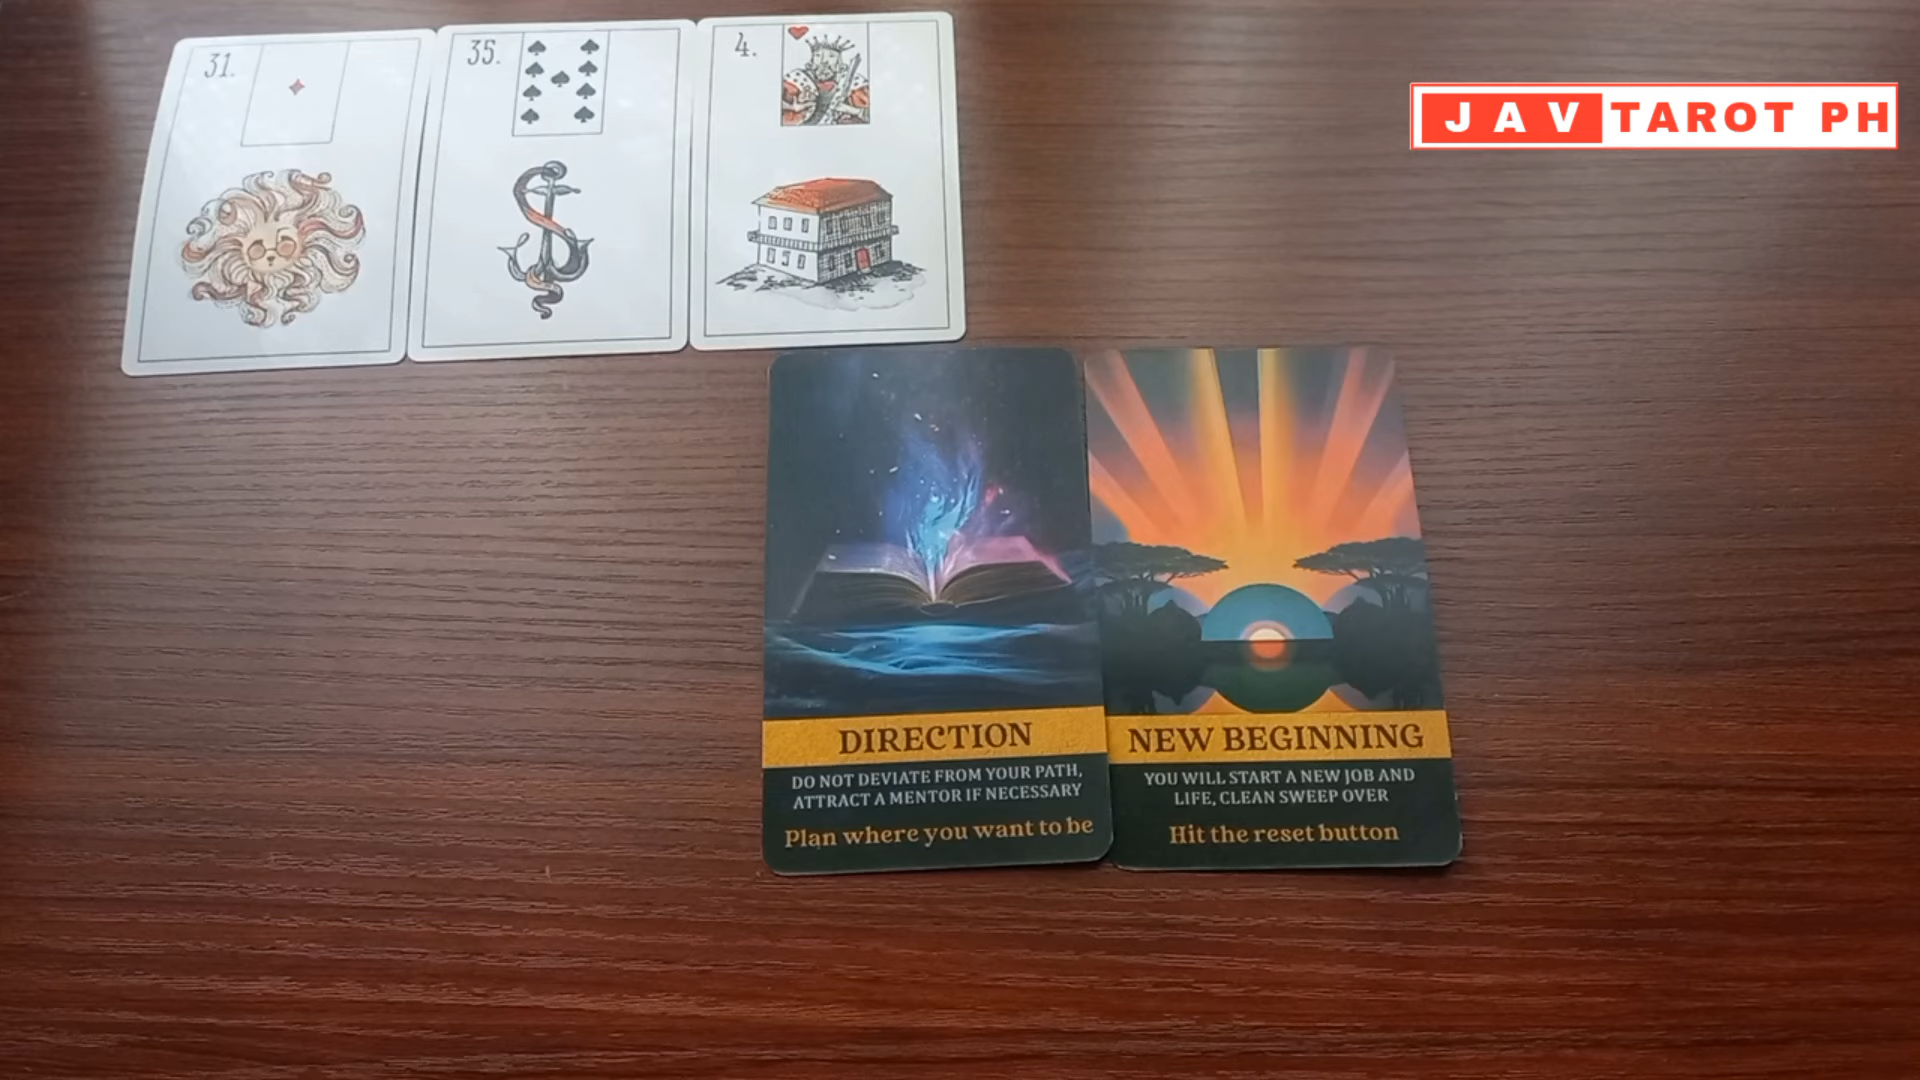 31.
35.
4.
JAV TAROT PH
DIRECTION
DO NOT DEVIATE FROM YOUR PATH,
ATTRACT A MENTOR IF NECESSARY
Plan where you want to be
NEW BEGINNING
YOU WILL START A NEW JOB AND
LIFE, CLEAN SWEEP OVER
Hit the reset button